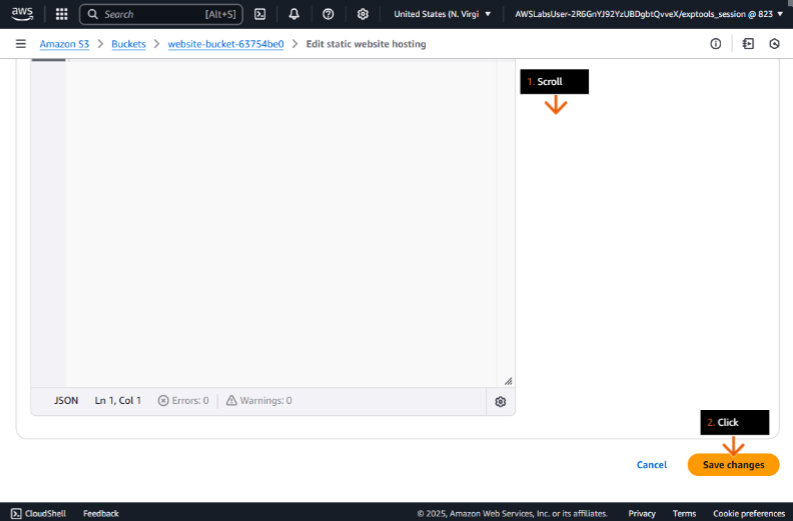 aws Search [Alt+S] United States (N. Virgi AWSLabsUser-2R6GnYJ92YzUBDgbtQvveX/exptools_session @ 823
Amazon S3 > Buckets > website-bucket-63754be0 > Edit static website hosting
1. Scroll
JSON Ln 1, Col 1 Errors: 0 Warnings: 0
2. Click
Cancel Save changes
CloudShell Feedback © 2025, Amazon Web Services, Inc. or its affiliates. Privacy Terms Cookie preferences